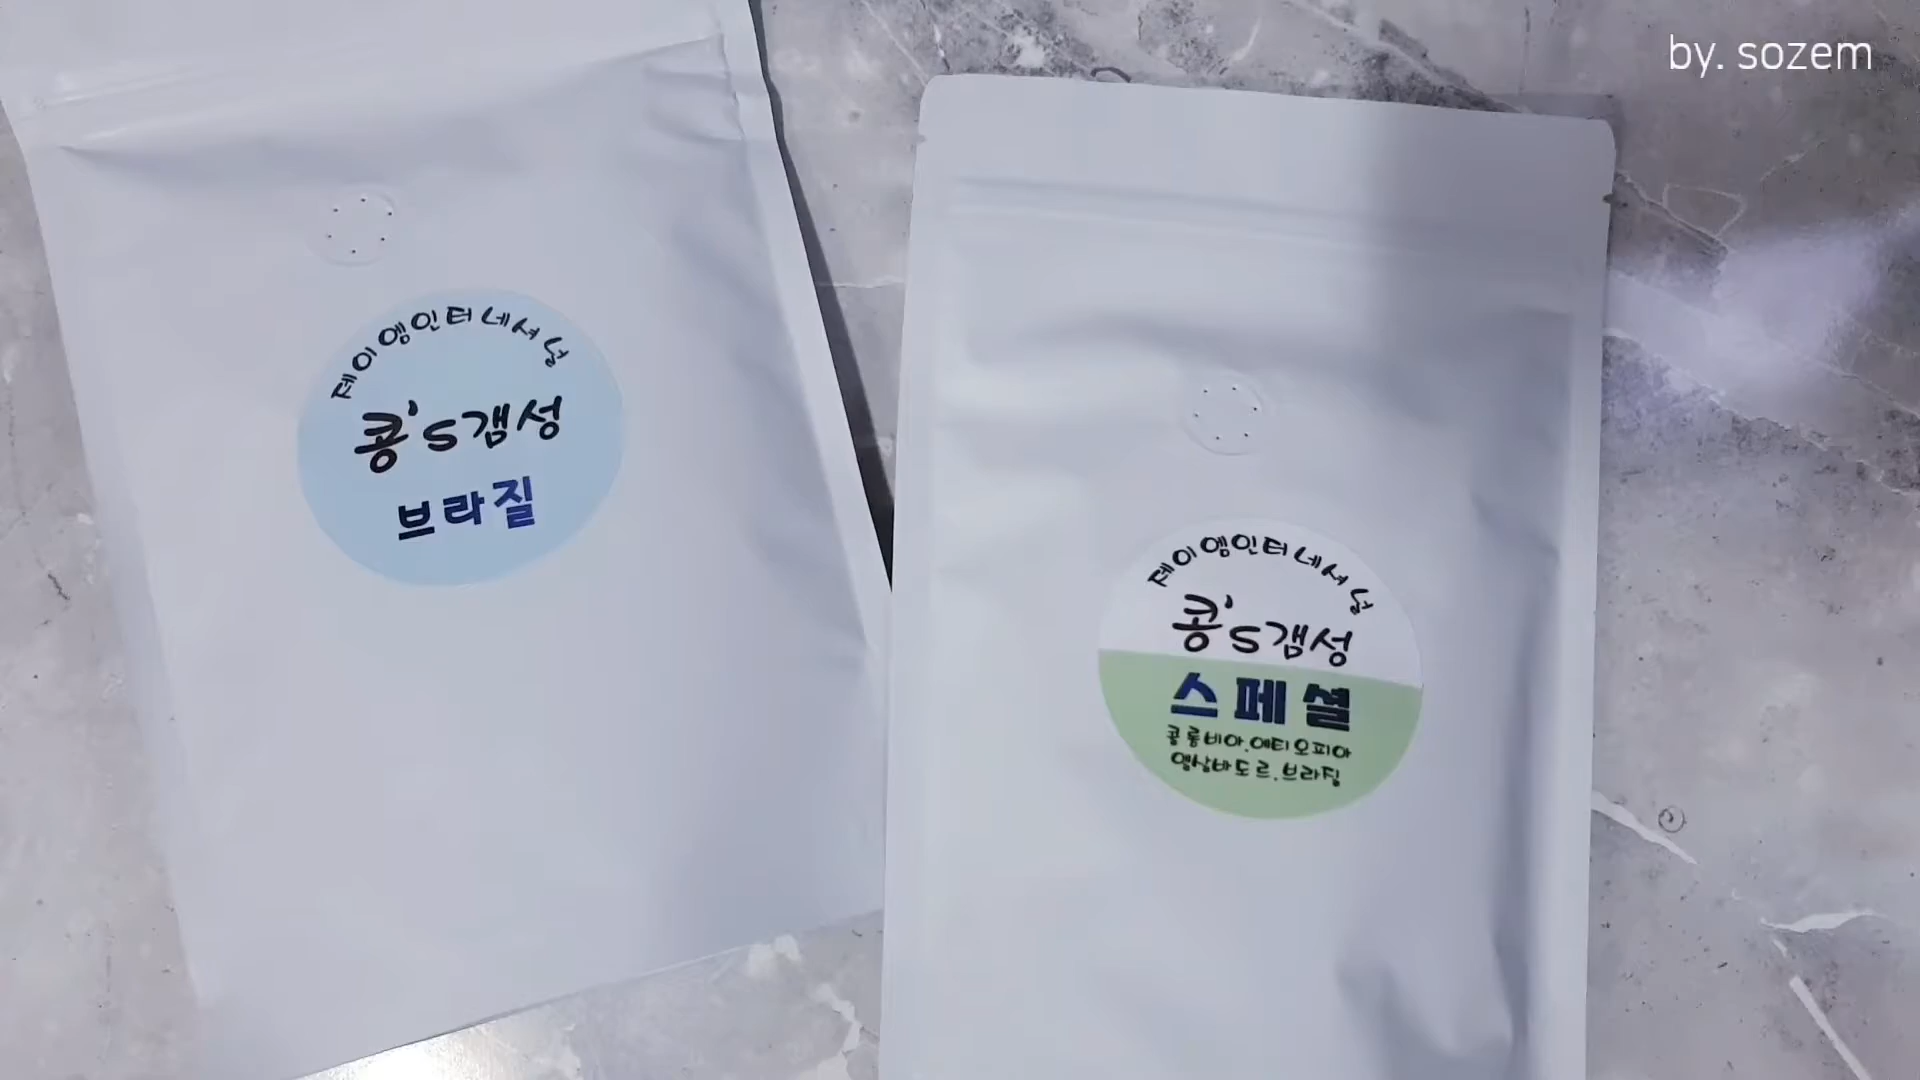 by. sozem
제이엠인터네셔널
콩's갬성
브라질
제이엠인터네셔널
콩's갬성
스페셜
콜롬비아.에티오피아
엘살바도르.브라질